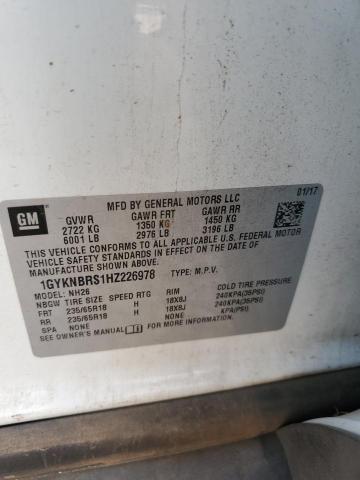 GM
MFD BY GENERAL MOTORS LLC 01/17
GVWR GAWR FRT GAWR RR
2722 KG 1350 KG 1450 KG
6001 LB 2976 LB 3196 LB
THIS VEHICLE CONFORMS TO ALL APPLICABLE U.S. FEDERAL MOTOR
VEHICLE SAFETY STANDARDS IN EFFECT ON THE DATE OF
MANUFACTURE SHOWN ABOVE.
1GYKNBRS1HZ226978 TYPE: M.P.V.
MODEL: NH26
NBGW TIRE SIZE SPEED RTG RIM COLD TIRE PRESSURE
FRT 235/65R18 H 18X8J 240KPA(35PSI)
RR 235/65R18 H 18X8J 240KPA(35PSI)
SPA NONE NONE KPA(PSI)
SEE OWNER'S MANUAL FOR ADDITIONAL INFORMATION.